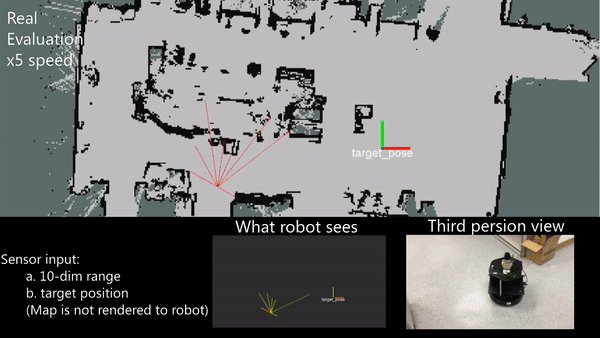 Real
Evaluation
x5 speed
target_pose
What robot sees
Third persion view
Sensor input:
a. 10-dim range
b. target position
(Map is not rendered to robot)
target_pose